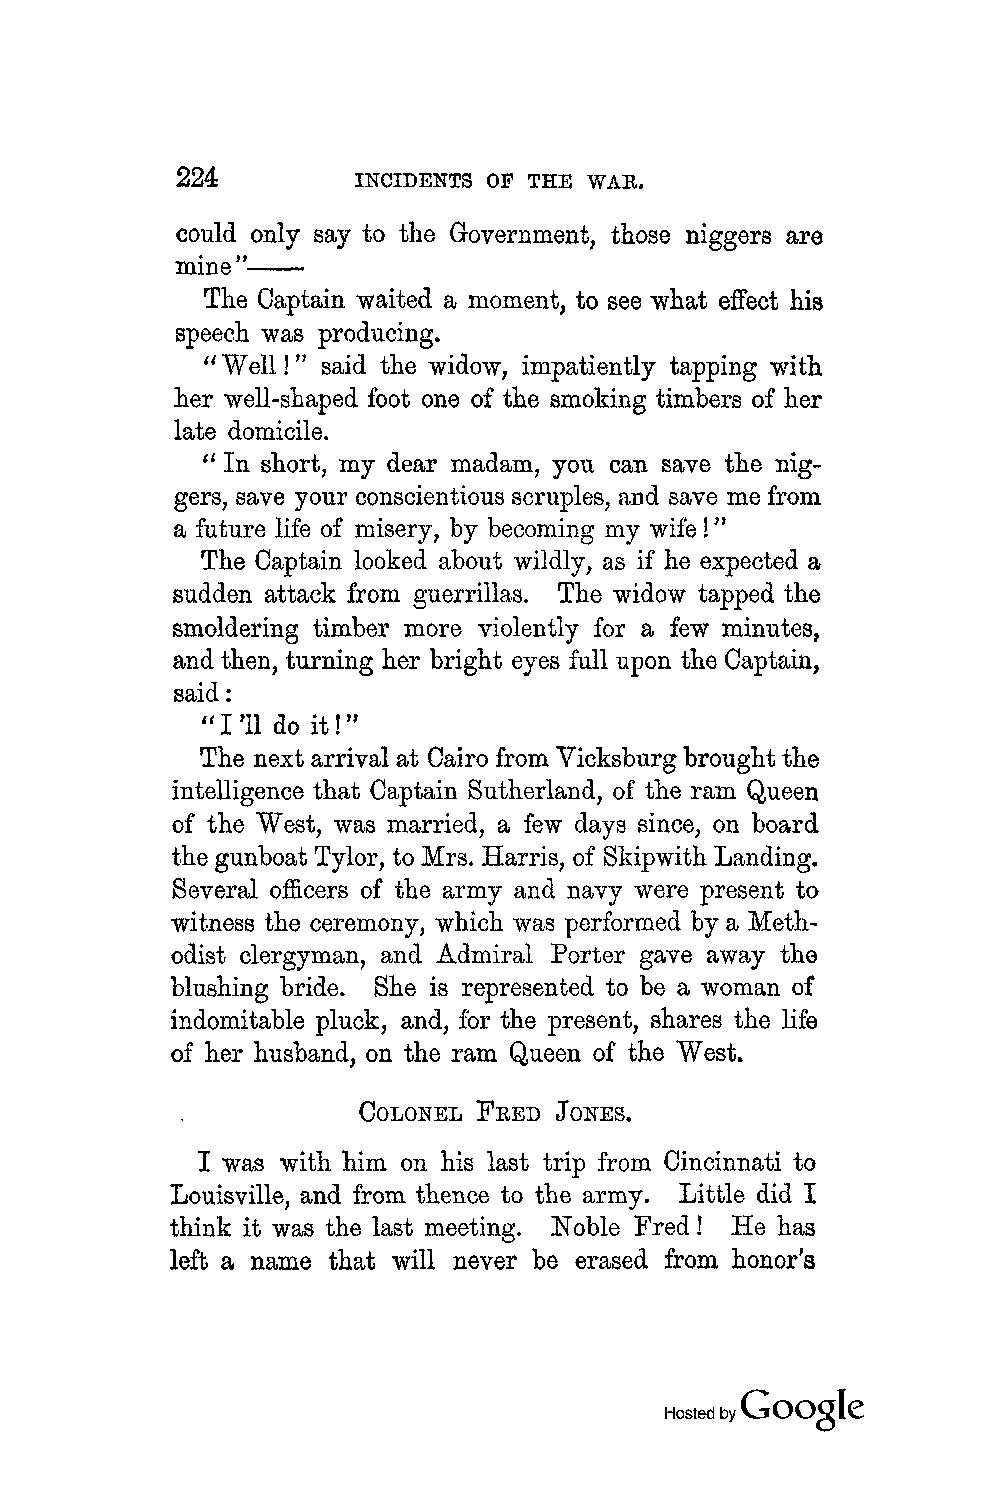 224 INCIDENTS OF THE WAR.
could only say to the Government, those niggers are
mine"——
The Captain waited a moment, to see what effect his
speech was producing.
"Well!" said the widow, impatiently tapping with
her well-shaped foot one of the smoking timbers of her
late domicile.
"In short, my dear madam, you can save the nig-
gers, save your conscientious scruples, and save me from
a future life of misery, by becoming my wife!"
The Captain looked about wildly, as if he expected a
sudden attack from guerrillas. The widow tapped the
smoldering timber more violently for a few minutes,
and then, turning her bright eyes full upon the Captain,
said:
"I 'll do it!"
The next arrival at Cairo from Vicksburg brought the
intelligence that Captain Sutherland, of the ram Queen
of the West, was married, a few days since, on board
the gunboat Tylor, to Mrs. Harris, of Skipwith Landing.
Several officers of the army and navy were present to
witness the ceremony, which was performed by a Meth-
odist clergyman, and Admiral Porter gave away the
blushing bride. She is represented to be a woman of
indomitable pluck, and, for the present, shares the life
of her husband, on the ram Queen of the West.
COLONEL FRED JONES.
I was with him on his last trip from Cincinnati to
Louisville, and from thence to the army. Little did I
think it was the last meeting. Noble Fred! He has
left a name that will never be erased from honor's
Hosted by Google